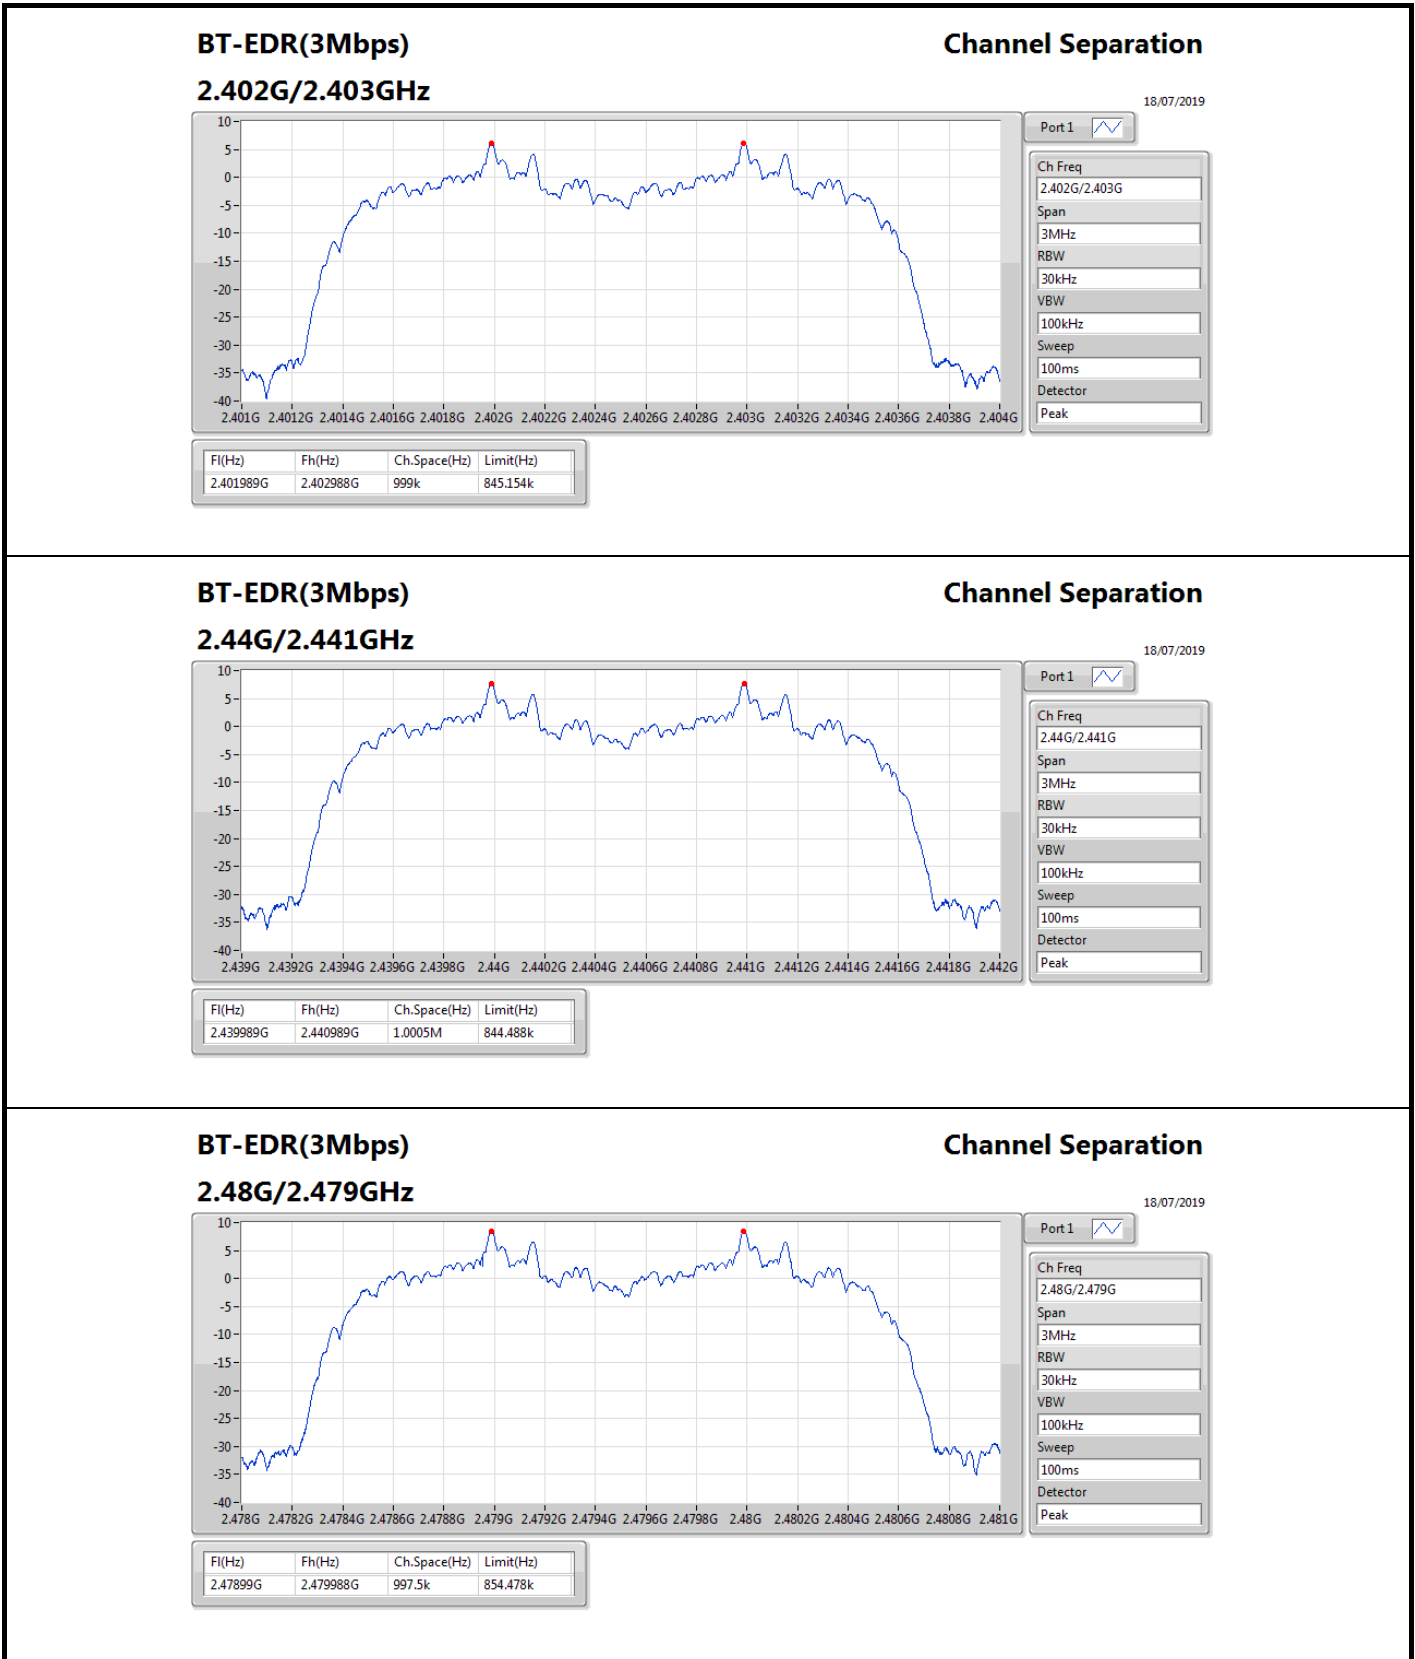 BT-EDR(3Mbps) Channel Separation
2.402G/2.403GHz
18/07/2019
10
5
0
-5
-10
-15
-20
-25
-30
-35
-40
2.401G 2.4012G 2.4014G 2.4016G 2.4018G 2.402G 2.4022G 2.4024G 2.4026G 2.4028G 2.403G 2.4032G 2.4034G 2.4036G 2.4038G 2.404G
Port 1
Ch Freq
2.402G/2.403G
Span
3MHz
RBW
30kHz
VBW
100kHz
Sweep
100ms
Detector
Peak
Fl(Hz) Fh(Hz) Ch.Space(Hz) Limit(Hz)
2.401989G 2.402988G 999k 845.154k
BT-EDR(3Mbps) Channel Separation
2.44G/2.441GHz
18/07/2019
10
5
0
-5
-10
-15
-20
-25
-30
-35
-40
2.439G 2.4392G 2.4394G 2.4396G 2.4398G 2.44G 2.4402G 2.4404G 2.4406G 2.4408G 2.441G 2.4412G 2.4414G 2.4416G 2.4418G 2.442G
Port 1
Ch Freq
2.44G/2.441G
Span
3MHz
RBW
30kHz
VBW
100kHz
Sweep
100ms
Detector
Peak
Fl(Hz) Fh(Hz) Ch.Space(Hz) Limit(Hz)
2.439989G 2.440989G 1.0005M 844.488k
BT-EDR(3Mbps) Channel Separation
2.48G/2.479GHz
18/07/2019
10
5
0
-5
-10
-15
-20
-25
-30
-35
-40
2.478G 2.4782G 2.4784G 2.4786G 2.4788G 2.479G 2.4792G 2.4794G 2.4796G 2.4798G 2.48G 2.4802G 2.4804G 2.4806G 2.4808G 2.481G
Port 1
Ch Freq
2.48G/2.479G
Span
3MHz
RBW
30kHz
VBW
100kHz
Sweep
100ms
Detector
Peak
Fl(Hz) Fh(Hz) Ch.Space(Hz) Limit(Hz)
2.47899G 2.479988G 997.5k 854.478k